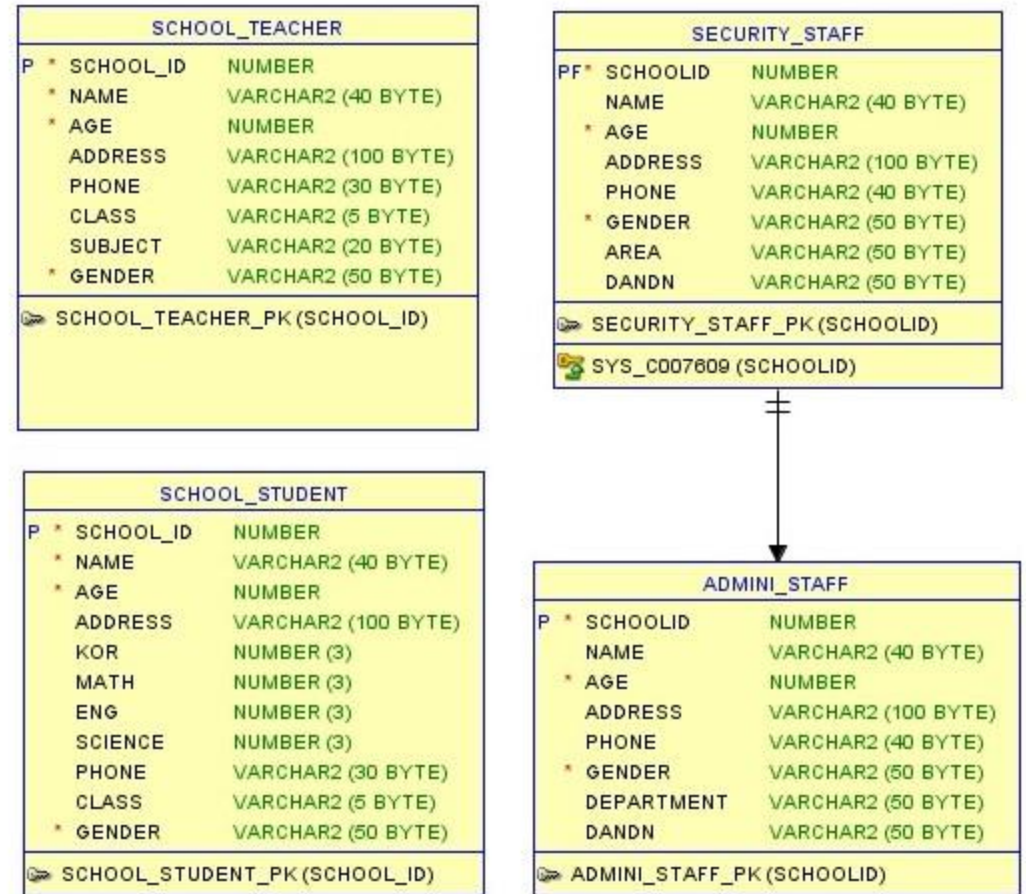 SCHOOL_TEACHER
P * SCHOOL_ID NUMBER
* NAME VARCHAR2 (40 BYTE)
* AGE NUMBER
ADDRESS VARCHAR2 (100 BYTE)
PHONE VARCHAR2 (30 BYTE)
CLASS VARCHAR2 (5 BYTE)
SUBJECT VARCHAR2 (20 BYTE)
* GENDER VARCHAR2 (50 BYTE)
SCHOOL_TEACHER_PK (SCHOOL_ID)
SECURITY_STAFF
PF* SCHOOLID NUMBER
NAME VARCHAR2 (40 BYTE)
* AGE NUMBER
ADDRESS VARCHAR2 (100 BYTE)
PHONE VARCHAR2 (40 BYTE)
* GENDER VARCHAR2 (50 BYTE)
AREA VARCHAR2 (50 BYTE)
DANDN VARCHAR2 (50 BYTE)
SECURITY_STAFF_PK (SCHOOLID)
SYS_C007609 (SCHOOLID)
SCHOOL_STUDENT
P * SCHOOL_ID NUMBER
* NAME VARCHAR2 (40 BYTE)
* AGE NUMBER
ADDRESS VARCHAR2 (100 BYTE)
KOR NUMBER (3)
MATH NUMBER (3)
ENG NUMBER (3)
SCIENCE NUMBER (3)
PHONE VARCHAR2 (30 BYTE)
CLASS VARCHAR2 (5 BYTE)
* GENDER VARCHAR2 (50 BYTE)
SCHOOL_STUDENT_PK (SCHOOL_ID)
ADMINI_STAFF
P * SCHOOLID NUMBER
NAME VARCHAR2 (40 BYTE)
* AGE NUMBER
ADDRESS VARCHAR2 (100 BYTE)
PHONE VARCHAR2 (40 BYTE)
* GENDER VARCHAR2 (50 BYTE)
DEPARTMENT VARCHAR2 (50 BYTE)
DANDN VARCHAR2 (50 BYTE)
ADMINI_STAFF_PK (SCHOOLID)